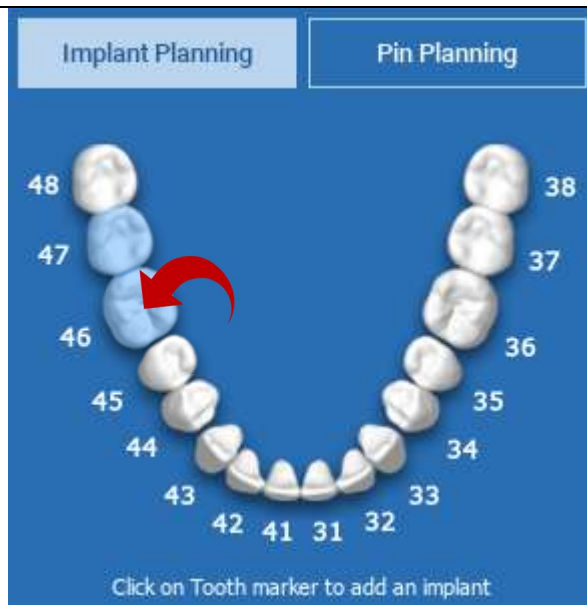 Implant Planning Pin Planning
48 38
47 37
46 36
45 35
44 34
43 33
42 41 31 32
Click on Tooth marker to add an implant